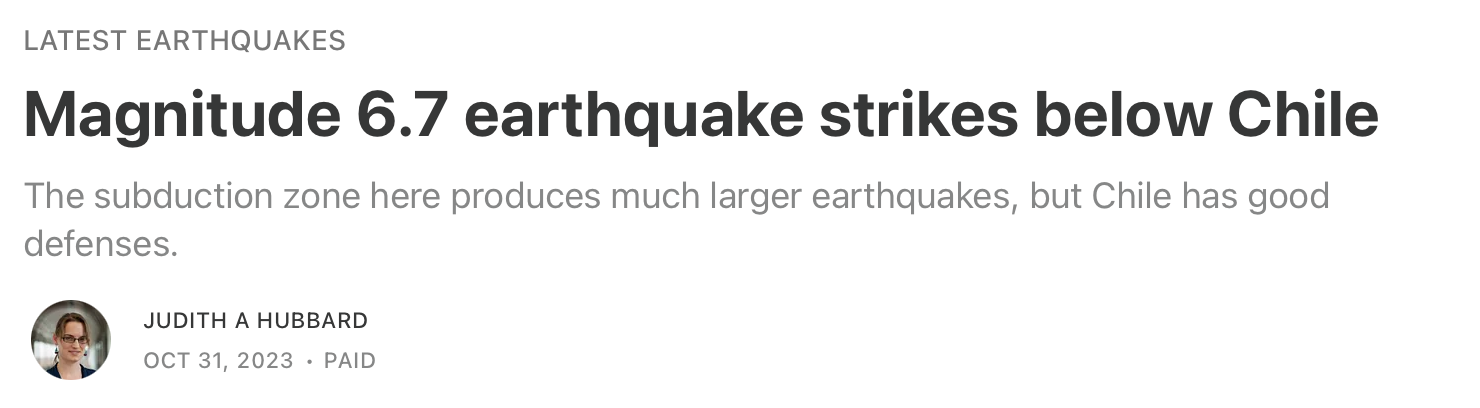 LATEST EARTHQUAKES
Magnitude 6.7 earthquake strikes below Chile
The subduction zone here produces much larger earthquakes, but Chile has good
defenses.
JUDITH A HUBBARD
OCT 31, 2023 • PAID